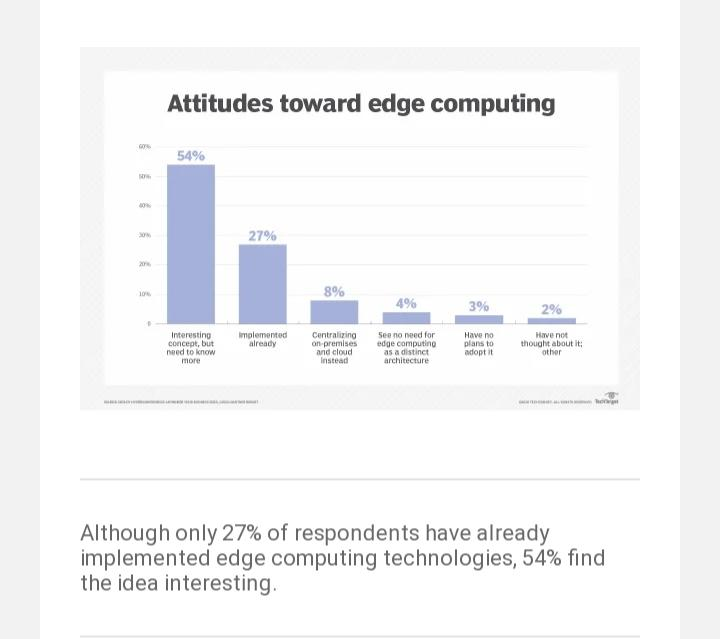 Attitudes toward edge computing
60%
50%
40%
30%
20%
10%
0
54%
27%
8%
4%
3%
2%
Interesting
concept, but
need to know
more
Implemented
already
Centralizing
on-premises
and cloud
instead
See no need for
edge computing
as a distinct
architecture
Have no
plans to
adopt it
Have not
thought about it;
other
TechTarget
Although only 27% of respondents have already
implemented edge computing technologies, 54% find
the idea interesting.